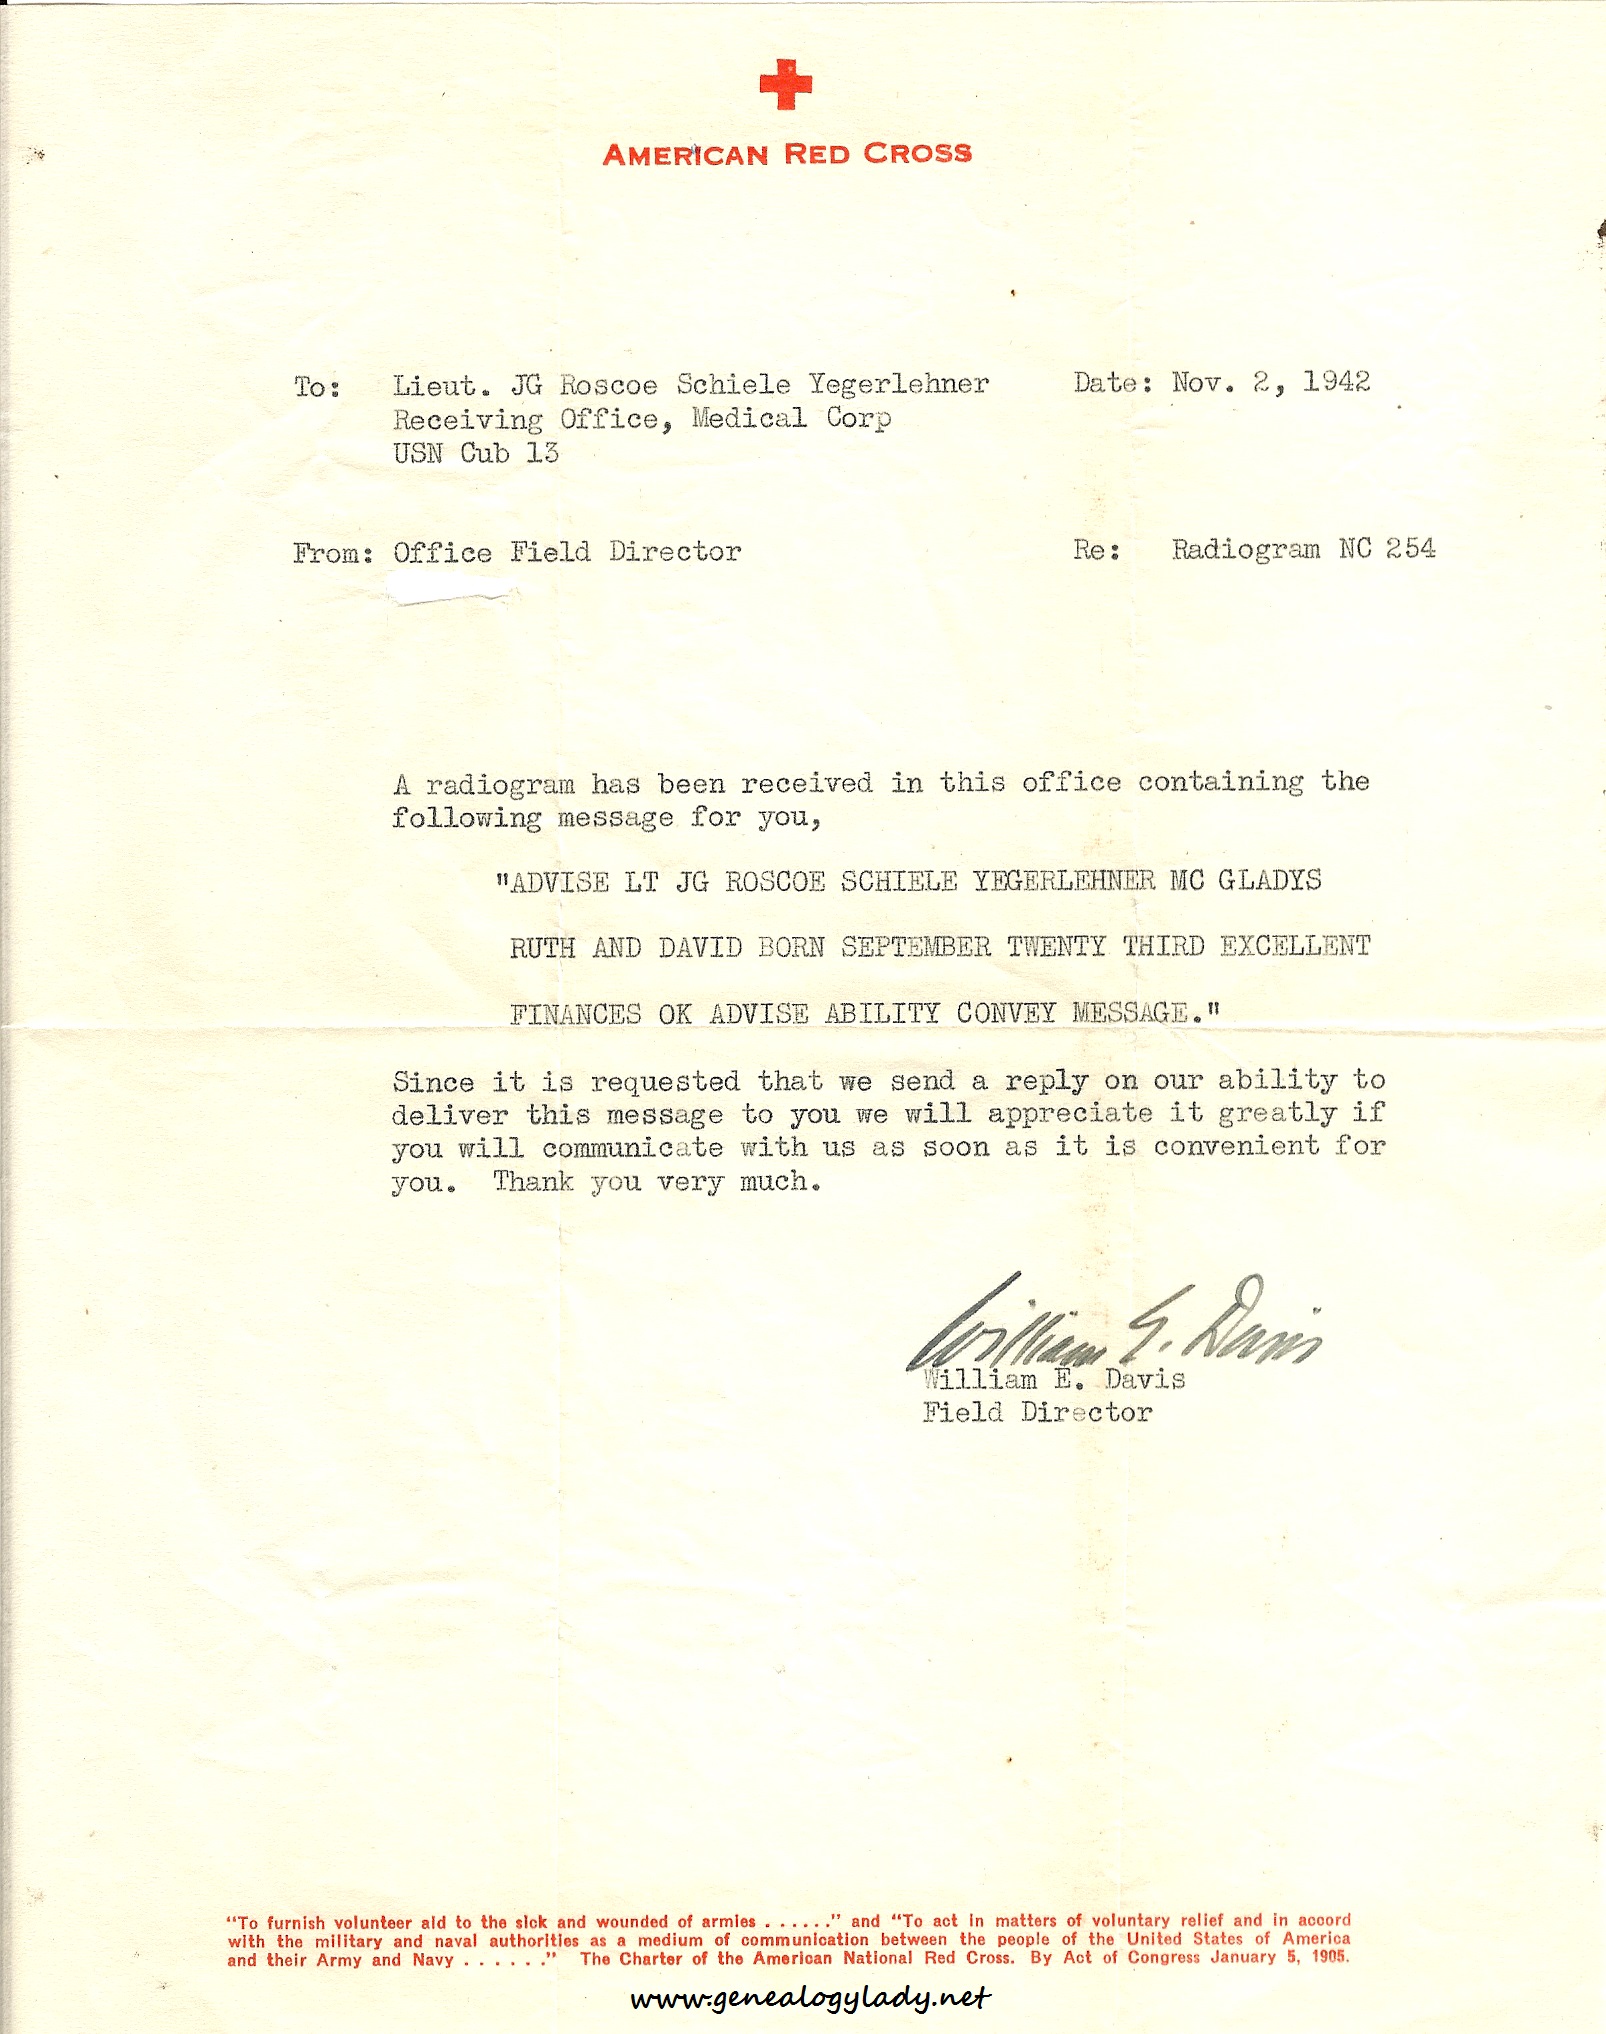 AMERICAN RED CROSS
To: Lieut. JG Roscoe Schiele Yegerlehner Date: Nov. 2, 1942
Receiving Office, Medical Corp
USN Cub 13
From: Office Field Director Re: Radiogram NC 254
A radiogram has been received in this office containing the
following message for you,
"ADVISE LT JG ROSCOE SCHIELE YEGERLEHNER MC GLADYS
RUTH AND DAVID BORN SEPTEMBER TWENTY THIRD EXCELLENT
FINANCES OK ADVISE ABILITY CONVEY MESSAGE."
Since it is requested that we send a reply on our ability to
deliver this message to you we will appreciate it greatly if
you will communicate with us as soon as it is convenient for
you. Thank you very much.
William E. Davis
William E. Davis
Field Director
"To furnish volunteer aid to the sick and wounded of armies . . . . . ." and "To act in matters of voluntary relief and in accord
with the military and naval authorities as a medium of communication between the people of the United States of America
and their Army and Navy . . . . . ." The Charter of the American National Red Cross. By Act of Congress January 5, 1905.
www.genealogylady.net